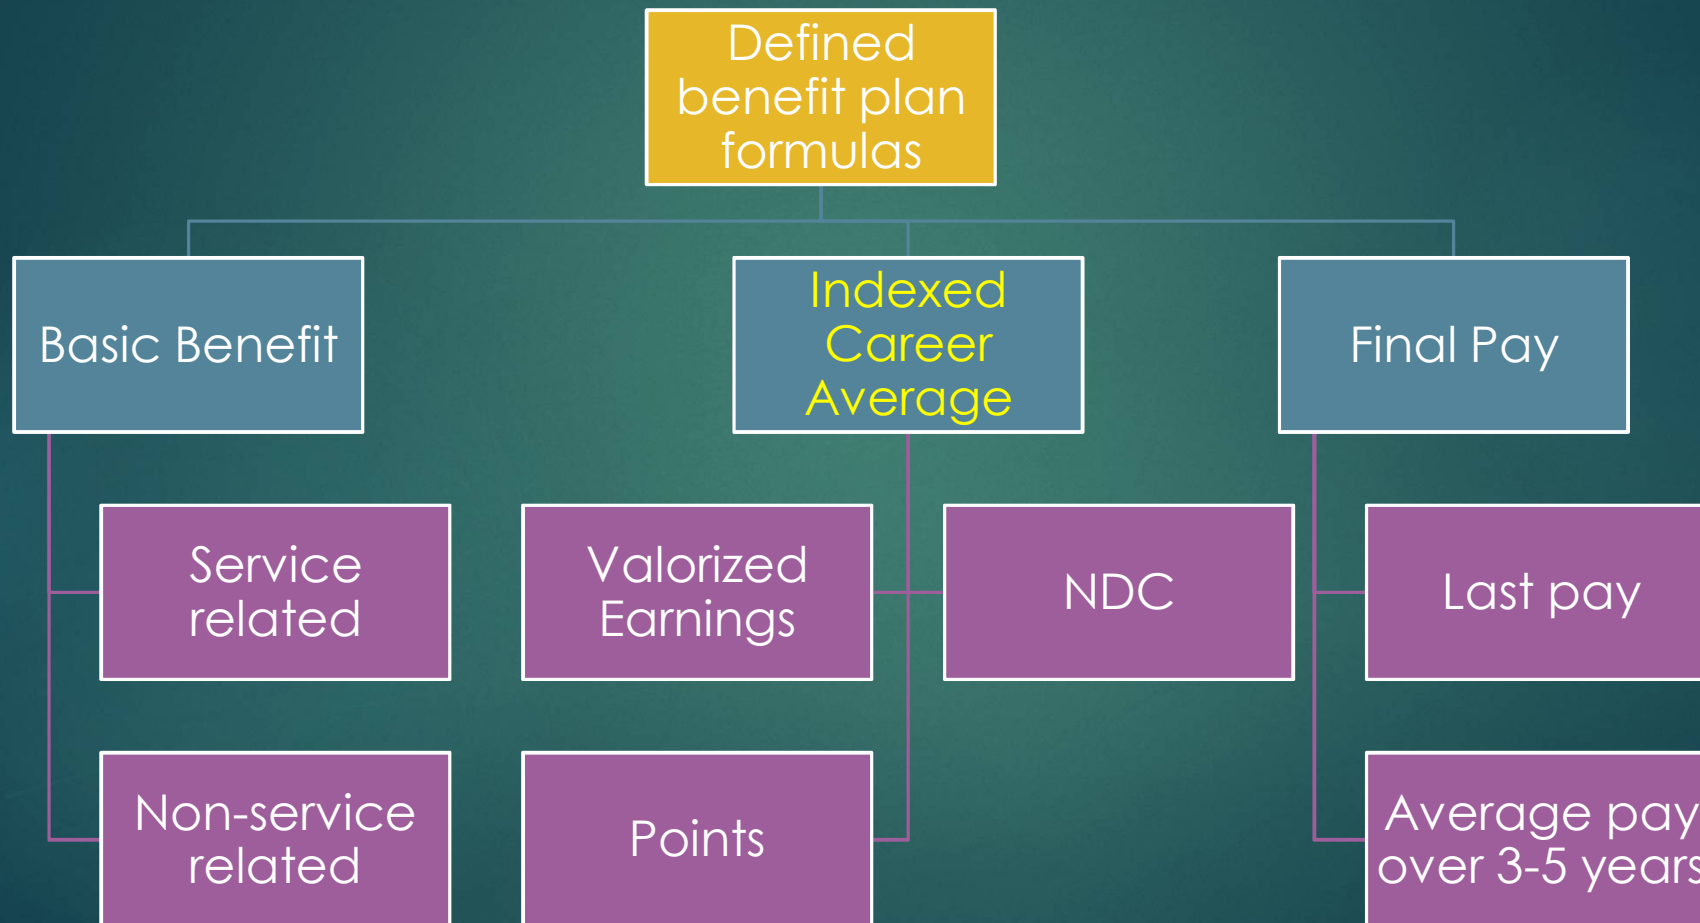 Defined
benefit plan
formulas
Basic Benefit
Indexed
Career
Average
Final Pay
Service
related
Valorized
Earnings
NDC
Last pay
Non-service
related
Points
Average pay
over 3-5 years